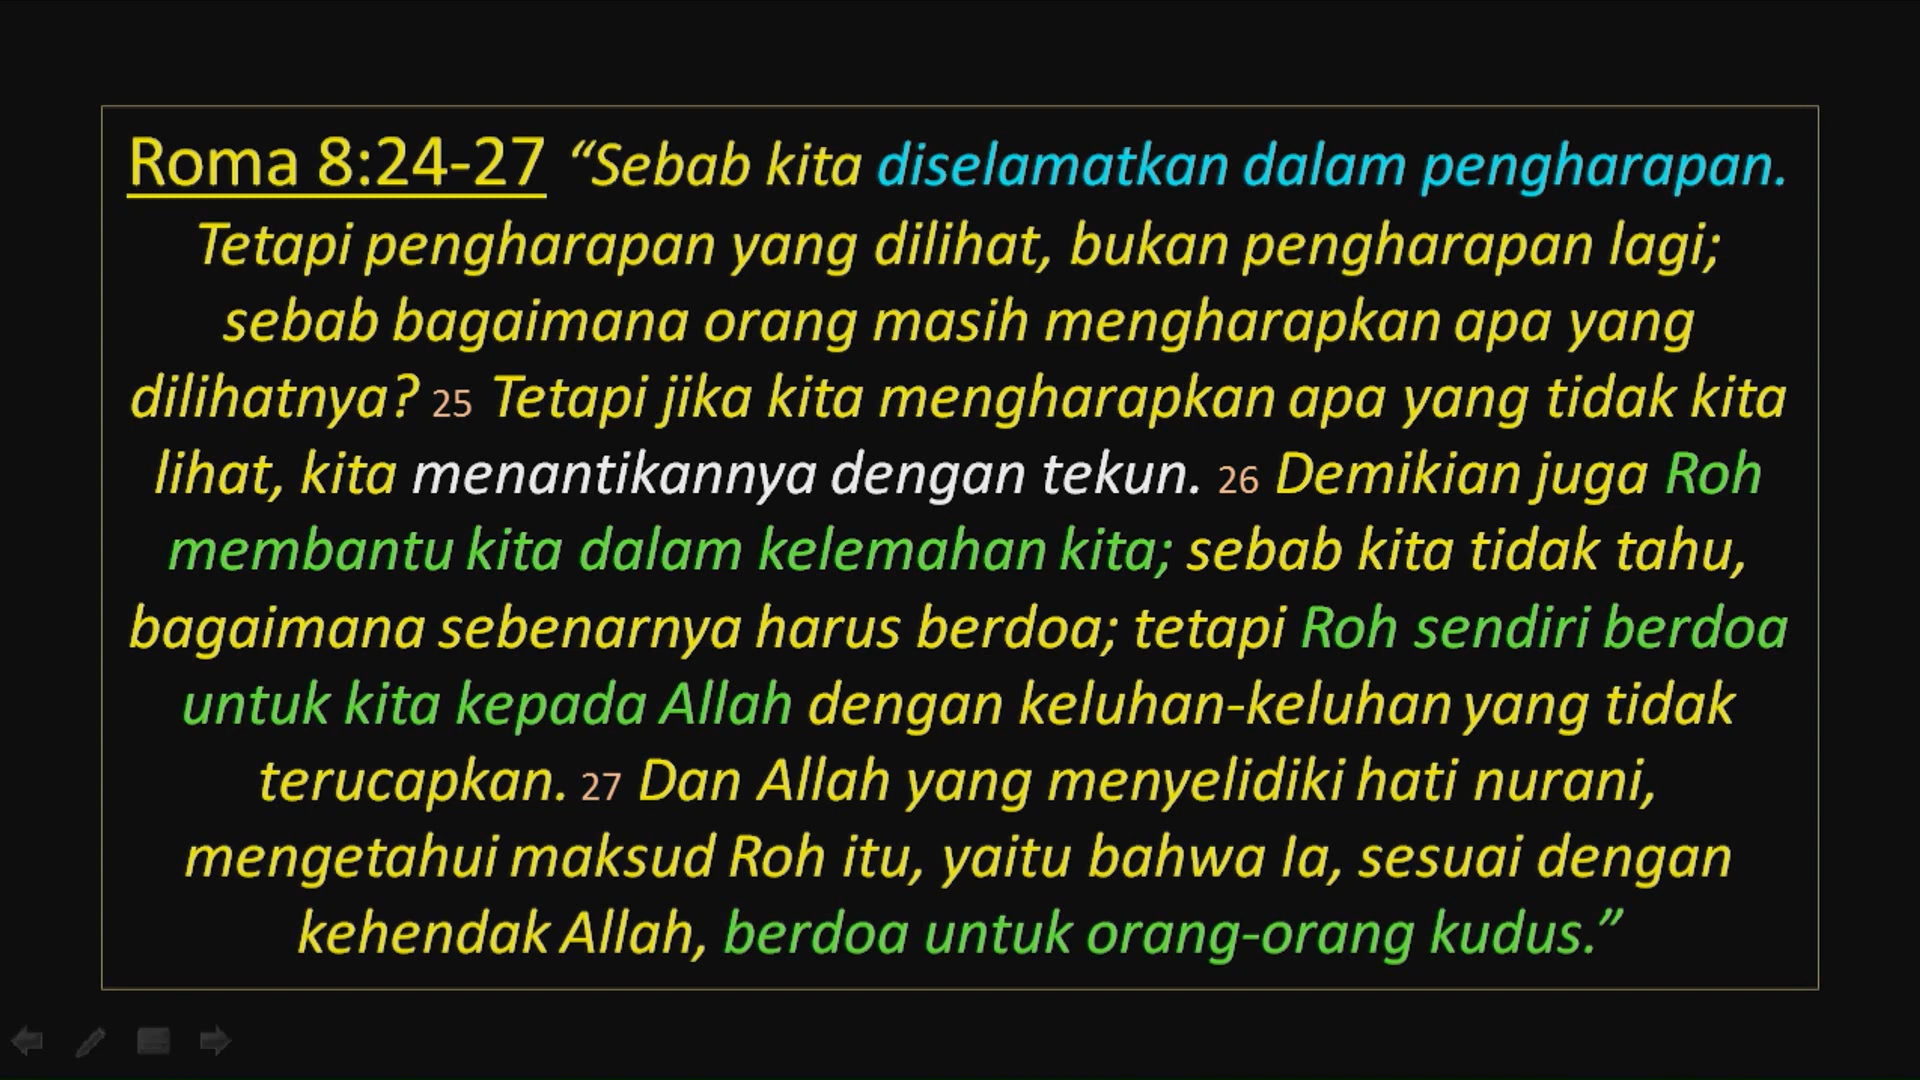 Roma 8:24-27 “Sebab kita diselamatkan dalam pengharapan.
Tetapi pengharapan yang dilihat, bukan pengharapan lagi;
sebab bagaimana orang masih mengharapkan apa yang
dilihatnya? 25 Tetapi jika kita mengharapkan apa yang tidak kita
lihat, kita menantikannya dengan tekun. 26 Demikian juga Roh
membantu kita dalam kelemahan kita; sebab kita tidak tahu,
bagaimana sebenarnya harus berdoa; tetapi Roh sendiri berdoa
untuk kita kepada Allah dengan keluhan-keluhan yang tidak
terucapkan. 27 Dan Allah yang menyelidiki hati nurani,
mengetahui maksud Roh itu, yaitu bahwa Ia, sesuai dengan
kehendak Allah, berdoa untuk orang-orang kudus.”